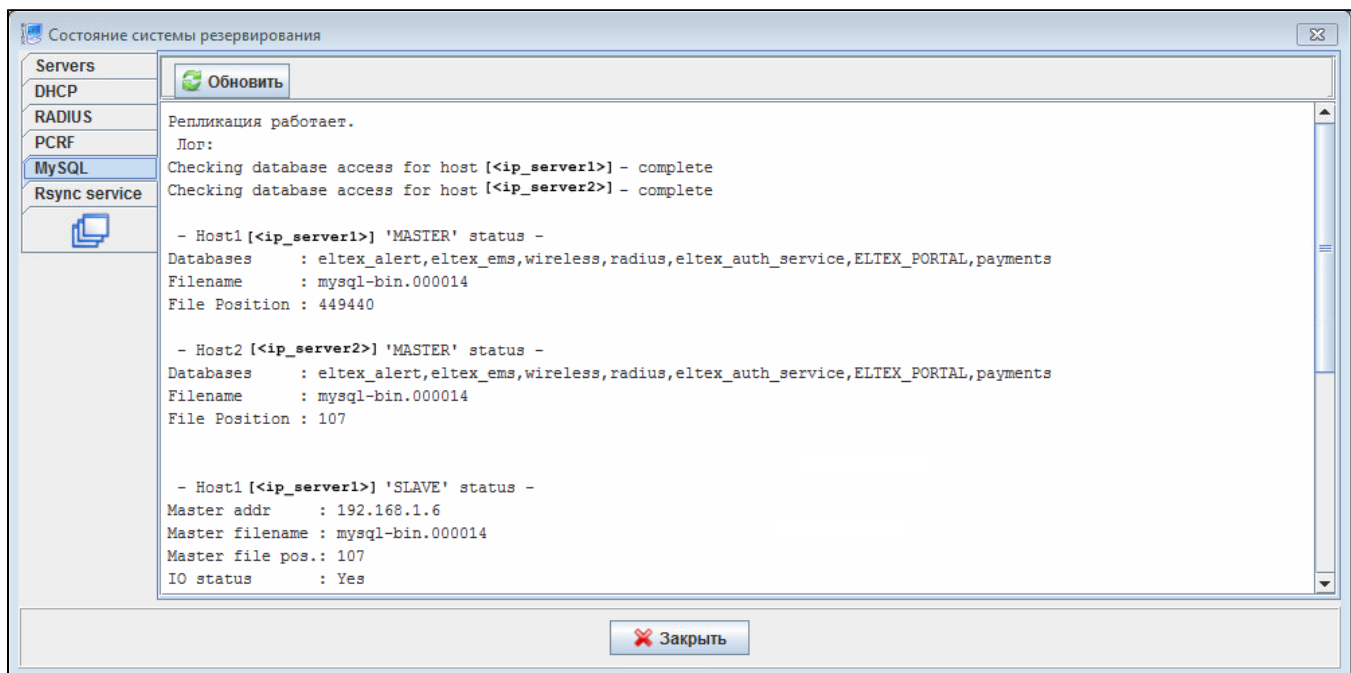 Состояние системы резервирования
Servers
DHCP
RADIUS
PCRF
MySQL
Rsync service
Обновить
Репликация работает.
Лог:
Checking database access for host [<ip_server1>] - complete
Checking database access for host [<ip_server2>] - complete
- Host1 [<ip_server1>] 'MASTER' status -
Databases : eltex_alert,eltex_ems,wireless,radius,eltex_auth_service,ELTEX_PORTAL,payments
Filename : mysql-bin.000014
File Position : 449440
- Host2 [<ip_server2>] 'MASTER' status -
Databases : eltex_alert,eltex_ems,wireless,radius,eltex_auth_service,ELTEX_PORTAL,payments
Filename : mysql-bin.000014
File Position : 107
- Host1 [<ip_server1>] 'SLAVE' status -
Master addr : 192.168.1.6
Master filename : mysql-bin.000014
Master file pos.: 107
IO status : Yes
Закрыть